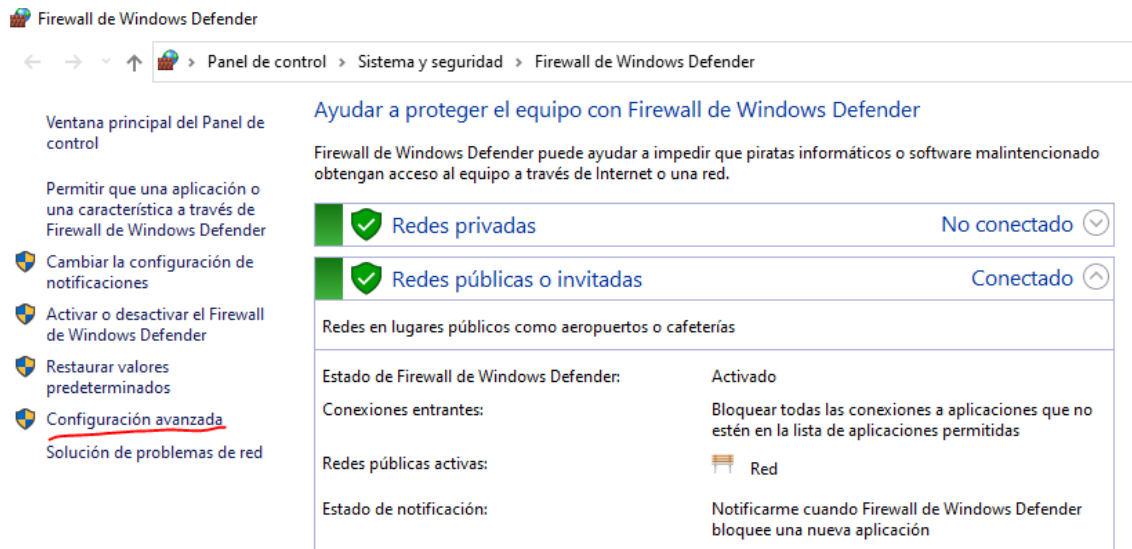 Firewall de Windows Defender
Panel de control > Sistema y seguridad > Firewall de Windows Defender
Ventana principal del Panel de
control
Permitir que una aplicación o
una característica a través de
Firewall de Windows Defender
Cambiar la configuración de
notificaciones
Activar o desactivar el Firewall
de Windows Defender
Restaurar valores
predeterminados
Configuración avanzada
Solución de problemas de red
Ayudar a proteger el equipo con Firewall de Windows Defender
Firewall de Windows Defender puede ayudar a impedir que piratas informáticos o software malintencionado
obtengan acceso al equipo a través de Internet o una red.
Redes privadas No conectado
Redes públicas o invitadas Conectado
Redes en lugares públicos como aeropuertos o cafeterías
Estado de Firewall de Windows Defender: Activado
Conexiones entrantes: Bloquear todas las conexiones a aplicaciones que no
estén en la lista de aplicaciones permitidas
Redes públicas activas: Red
Estado de notificación: Notificarme cuando Firewall de Windows Defender
bloquee una nueva aplicación